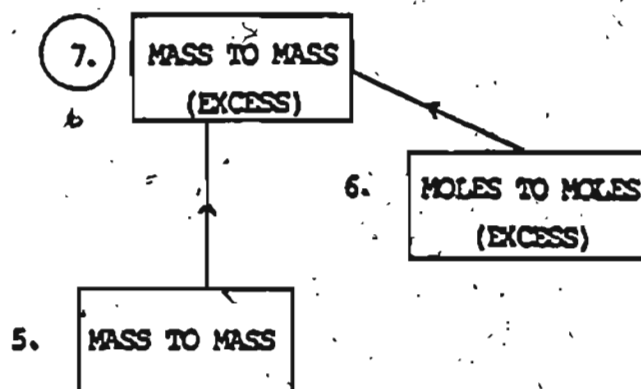 7. MASS TO MASS
(EXCESS)
6. MOLES TO MOLES
(EXCESS)
5. MASS TO MASS